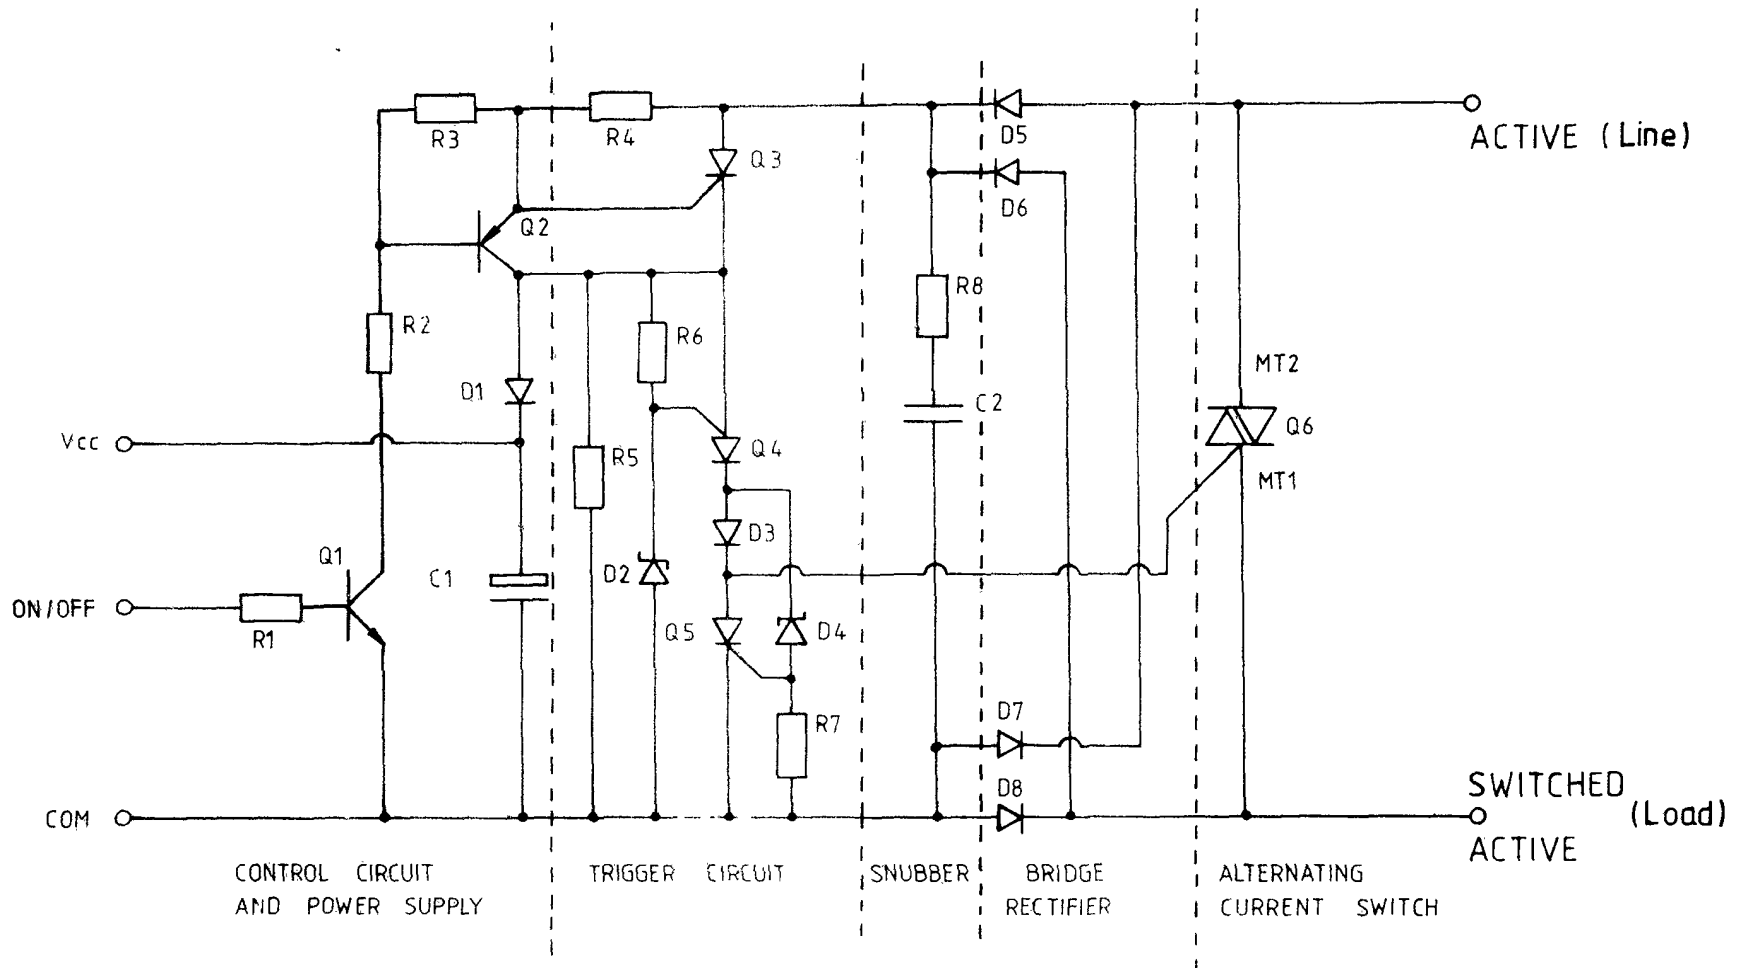 R3
R4
Q3
D5
D6
ACTIVE (Line)
Q2
R2
R6
R8
D1
C2
MT2
Q6
Vcc
R5
Q4
MT1
D3
Q1
C1
D2
ON/OFF
R1
Q5
D4
R7
D7
D8
SWITCHED
(Load)
ACTIVE
COM
CONTROL CIRCUIT
AND POWER SUPPLY
TRIGGER CIRCUIT
SNUBBER
BRIDGE
RECTIFIER
ALTERNATING
CURRENT SWITCH